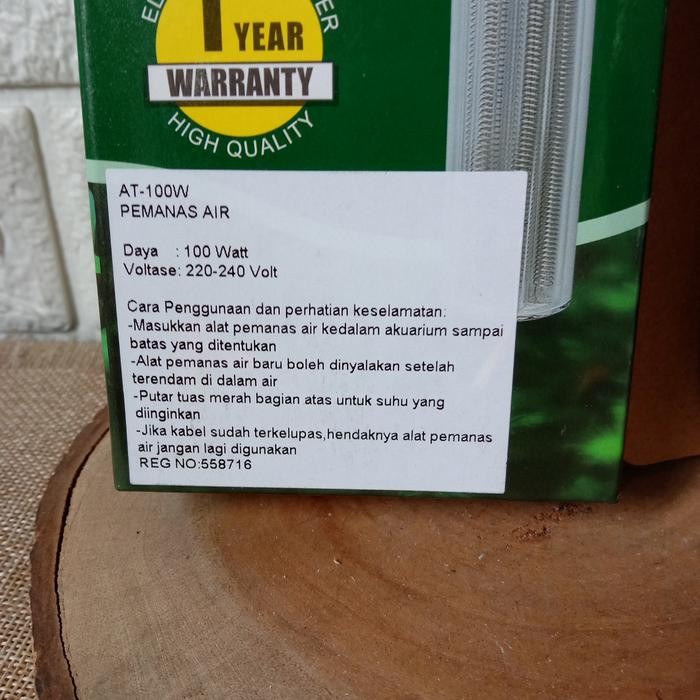 1 YEAR
WARRANTY
HIGH QUALITY
AT-100W
PEMANAS AIR
Daya : 100 Watt
Voltase: 220-240 Volt
Cara Penggunaan dan perhatian keselamatan:
-Masukkan alat pemanas air kedalam akuarium sampai
batas yang ditentukan
-Alat pemanas air baru boleh dinyalakan setelah
terendam di dalam air
-Putar tuas merah bagian atas untuk suhu yang
diinginkan
-Jika kabel sudah terkelupas,hendaknya alat pemanas
air jangan lagi digunakan
REG NO:558716